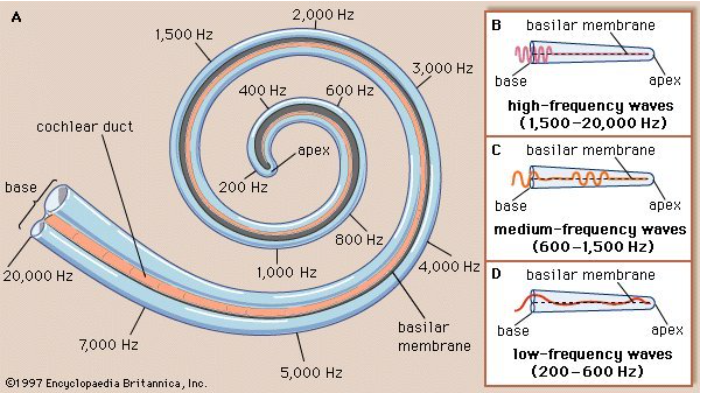 A
2,000 Hz
1,500 Hz
3,000 Hz
400 Hz
600 Hz
cochlear duct
apex
200 Hz
base
800 Hz
1,000 Hz
4,000 Hz
20,000 Hz
basilar
membrane
7,000 Hz
5,000 Hz
©1997 Encyclopaedia Britannica, Inc.
B
basilar membrane
base
apex
high-frequency waves
(1,500–20,000 Hz)
C
basilar membrane
base
apex
medium-frequency waves
(600–1,500 Hz)
D
basilar membrane
base
apex
low-frequency waves
(200–600 Hz)